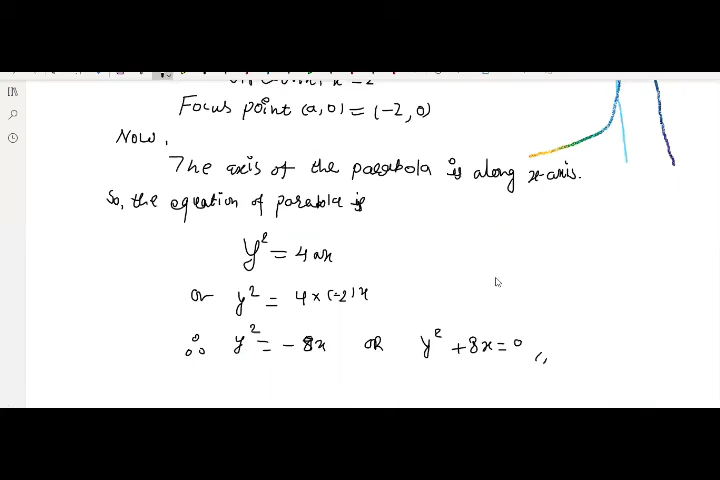 x = 2
Focus point (a, 0) = (-2, 0)
Now,
The axis of the parabola is along x-axis.
So, the equation of parabola is
y² = 4ax
or y² = 4 × (-2) x
∴ y² = - 8x OR y² + 8x = 0 //